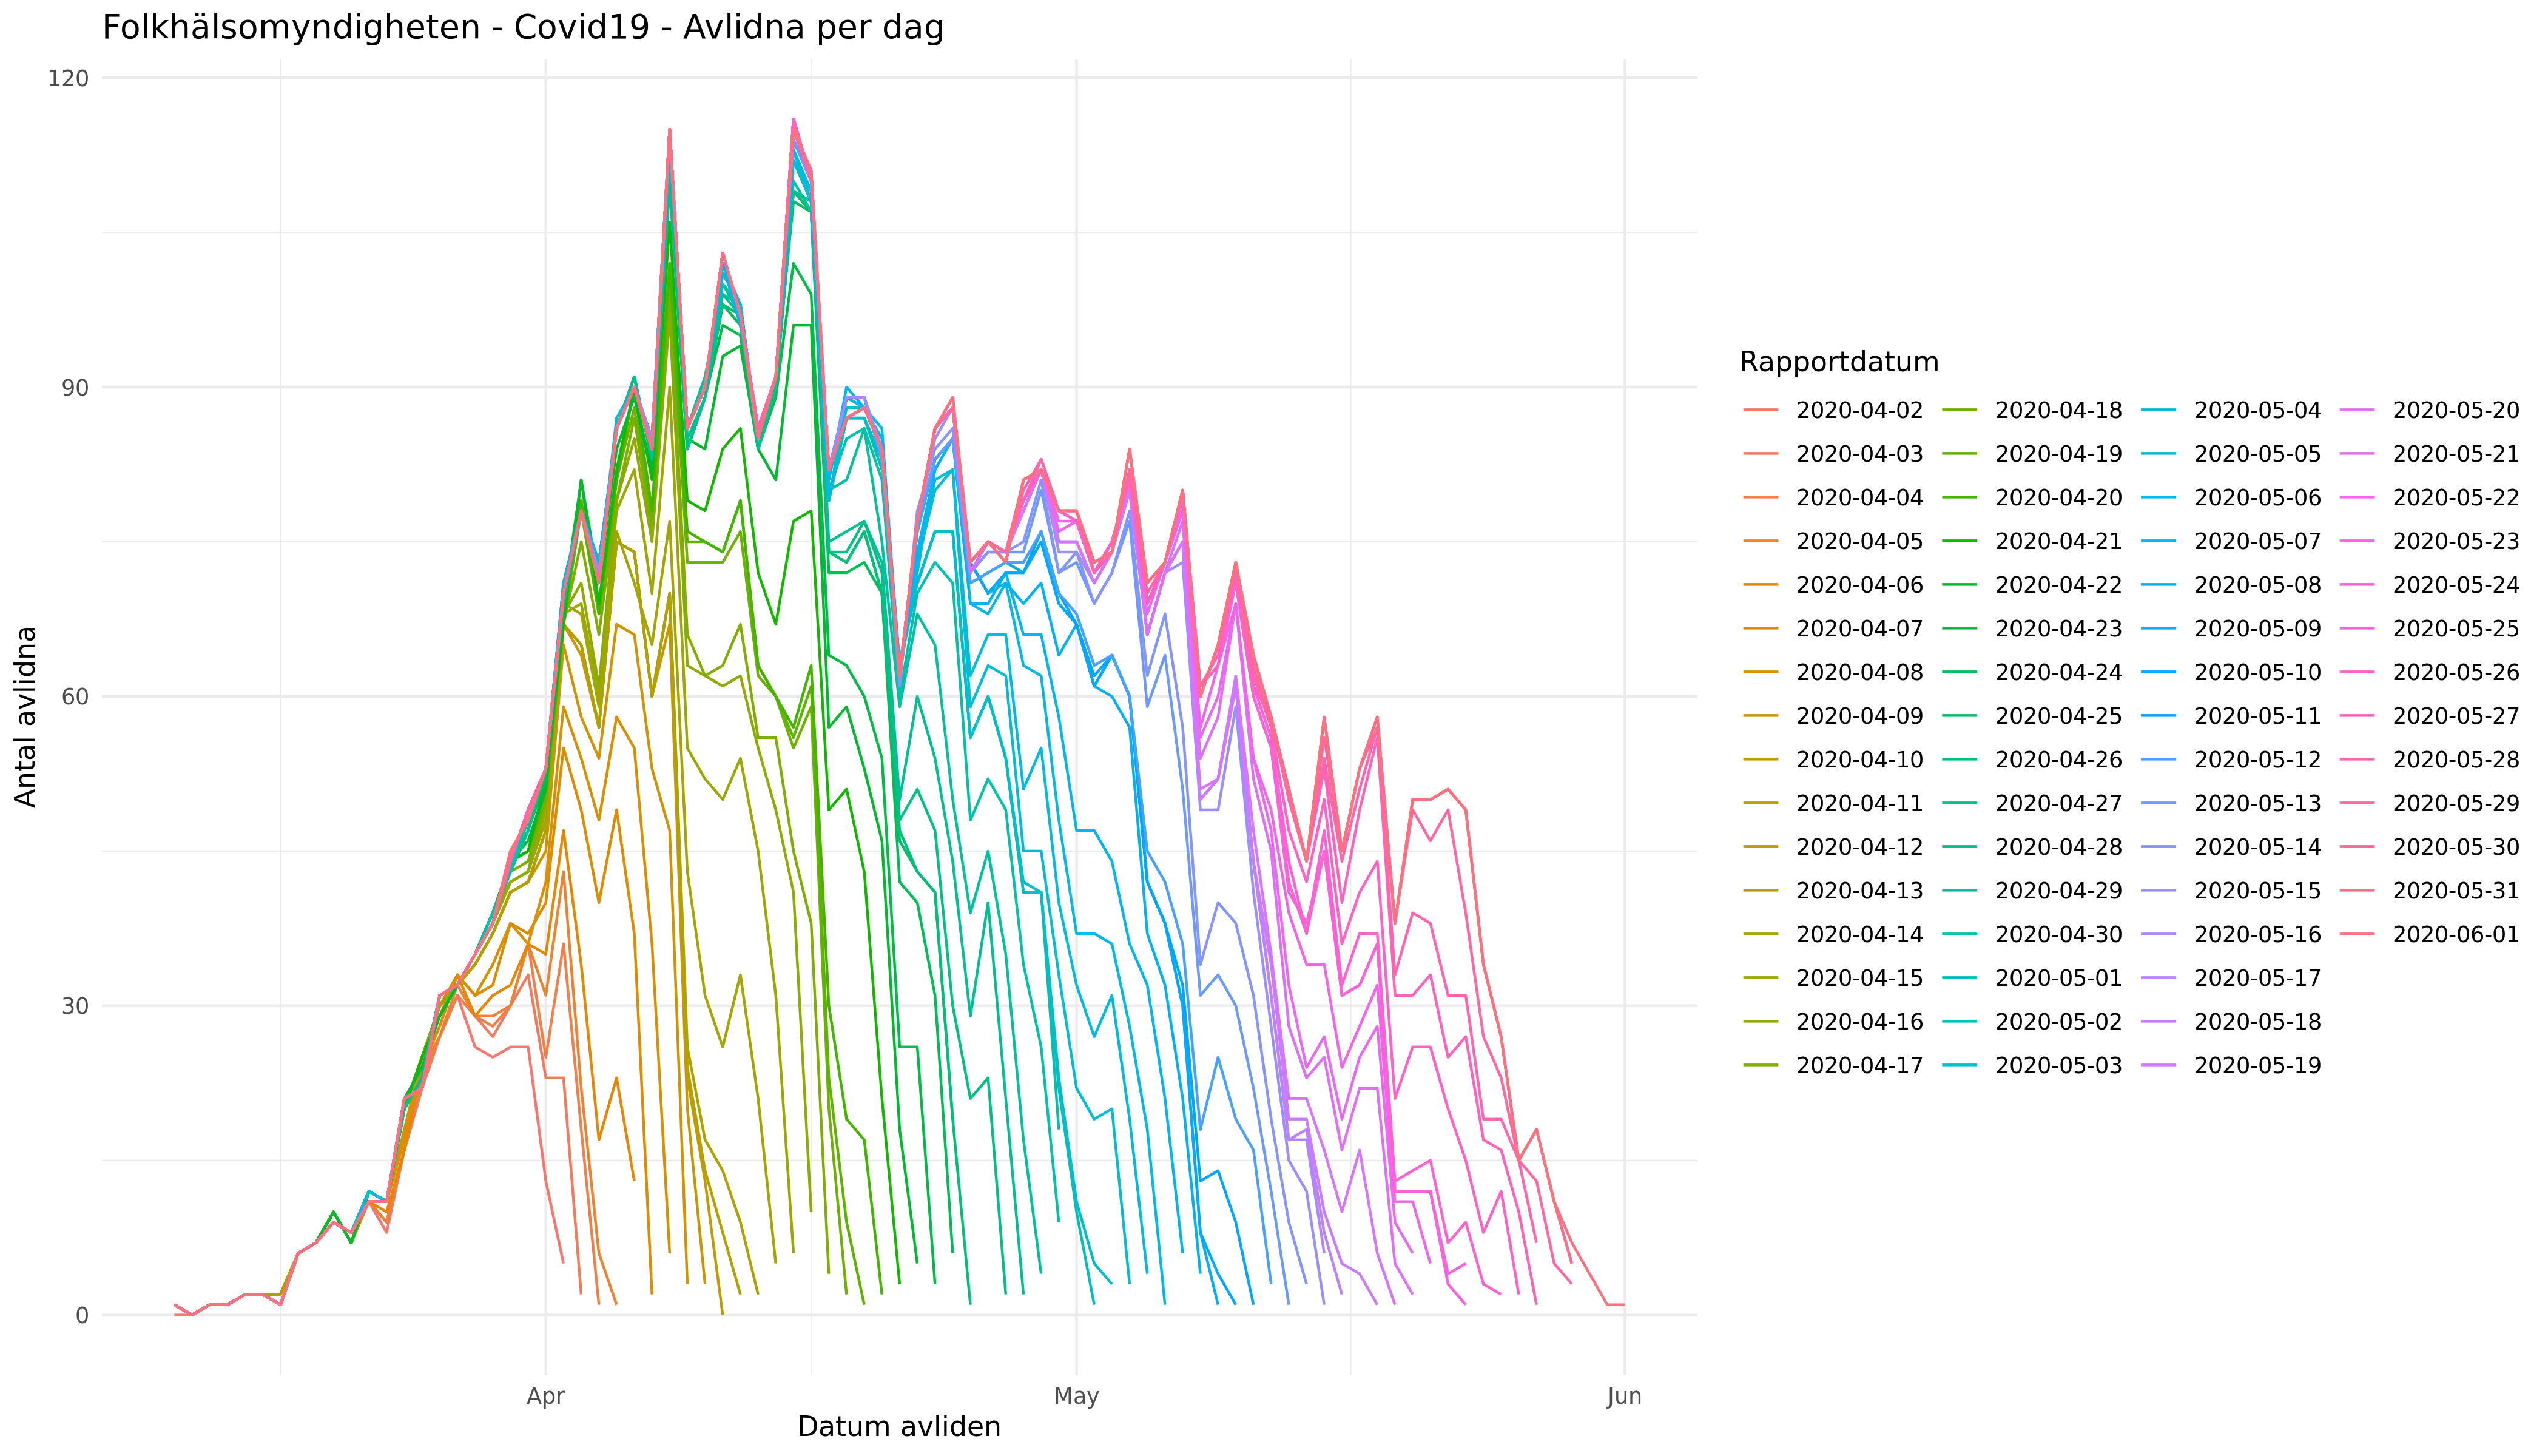 Folkhälsomyndigheten - Covid19 - Avlidna per dag
120
90
60
30
0
Antal avlidna
Apr
May
Jun
Datum avliden
Rapportdatum
2020-04-02 2020-04-18 2020-05-04 2020-05-20
2020-04-03 2020-04-19 2020-05-05 2020-05-21
2020-04-04 2020-04-20 2020-05-06 2020-05-22
2020-04-05 2020-04-21 2020-05-07 2020-05-23
2020-04-06 2020-04-22 2020-05-08 2020-05-24
2020-04-07 2020-04-23 2020-05-09 2020-05-25
2020-04-08 2020-04-24 2020-05-10 2020-05-26
2020-04-09 2020-04-25 2020-05-11 2020-05-27
2020-04-10 2020-04-26 2020-05-12 2020-05-28
2020-04-11 2020-04-27 2020-05-13 2020-05-29
2020-04-12 2020-04-28 2020-05-14 2020-05-30
2020-04-13 2020-04-29 2020-05-15 2020-05-31
2020-04-14 2020-04-30 2020-05-16 2020-06-01
2020-04-15 2020-05-01 2020-05-17
2020-04-16 2020-05-02 2020-05-18
2020-04-17 2020-05-03 2020-05-19